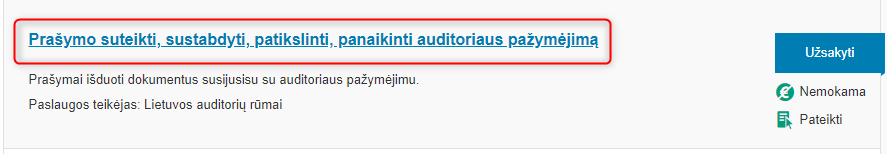 Prašymo suteikti, sustabdyti, patikslinti, panaikinti auditoriaus pažymėjimą
Užsakyti
Prašymai išduoti dokumentus susijusisu su auditoriaus pažymėjimu.
Nemokama
Paslaugos teikėjas: Lietuvos auditorių rūmai
Pateikti